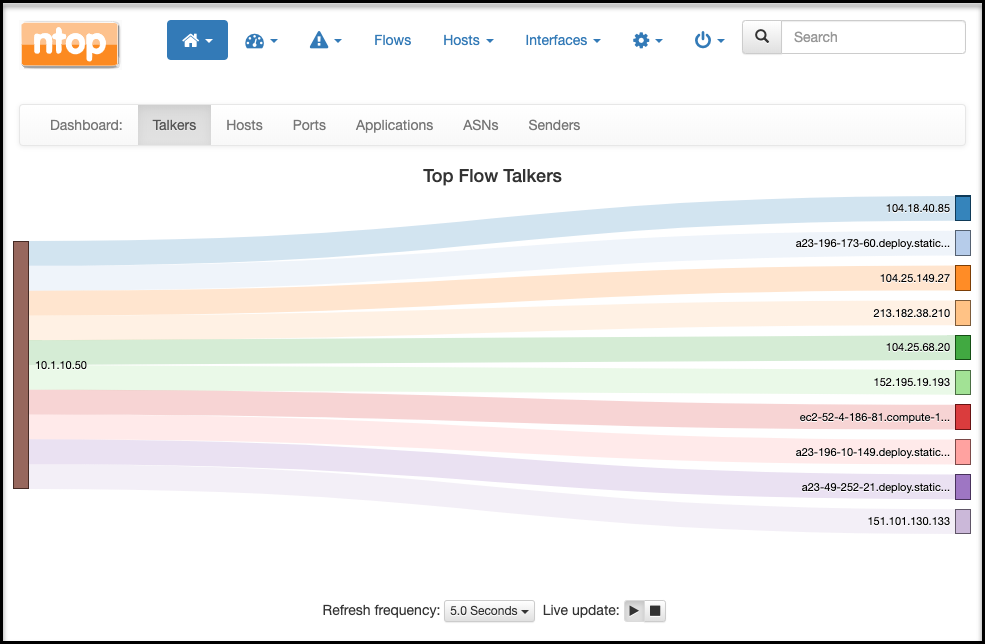 ntop
Flows Hosts Interfaces Search
Dashboard: Talkers Hosts Ports Applications ASNs Senders
Top Flow Talkers
104.18.40.85
a23-196-173-60.deploy.static...
104.25.149.27
213.182.38.210
104.25.68.20
10.1.10.50
152.195.19.193
ec2-52-4-186-81.compute-1...
a23-196-10-149.deploy.static...
a23-49-252-21.deploy.static...
151.101.130.133
Refresh frequency: 5.0 Seconds Live update: